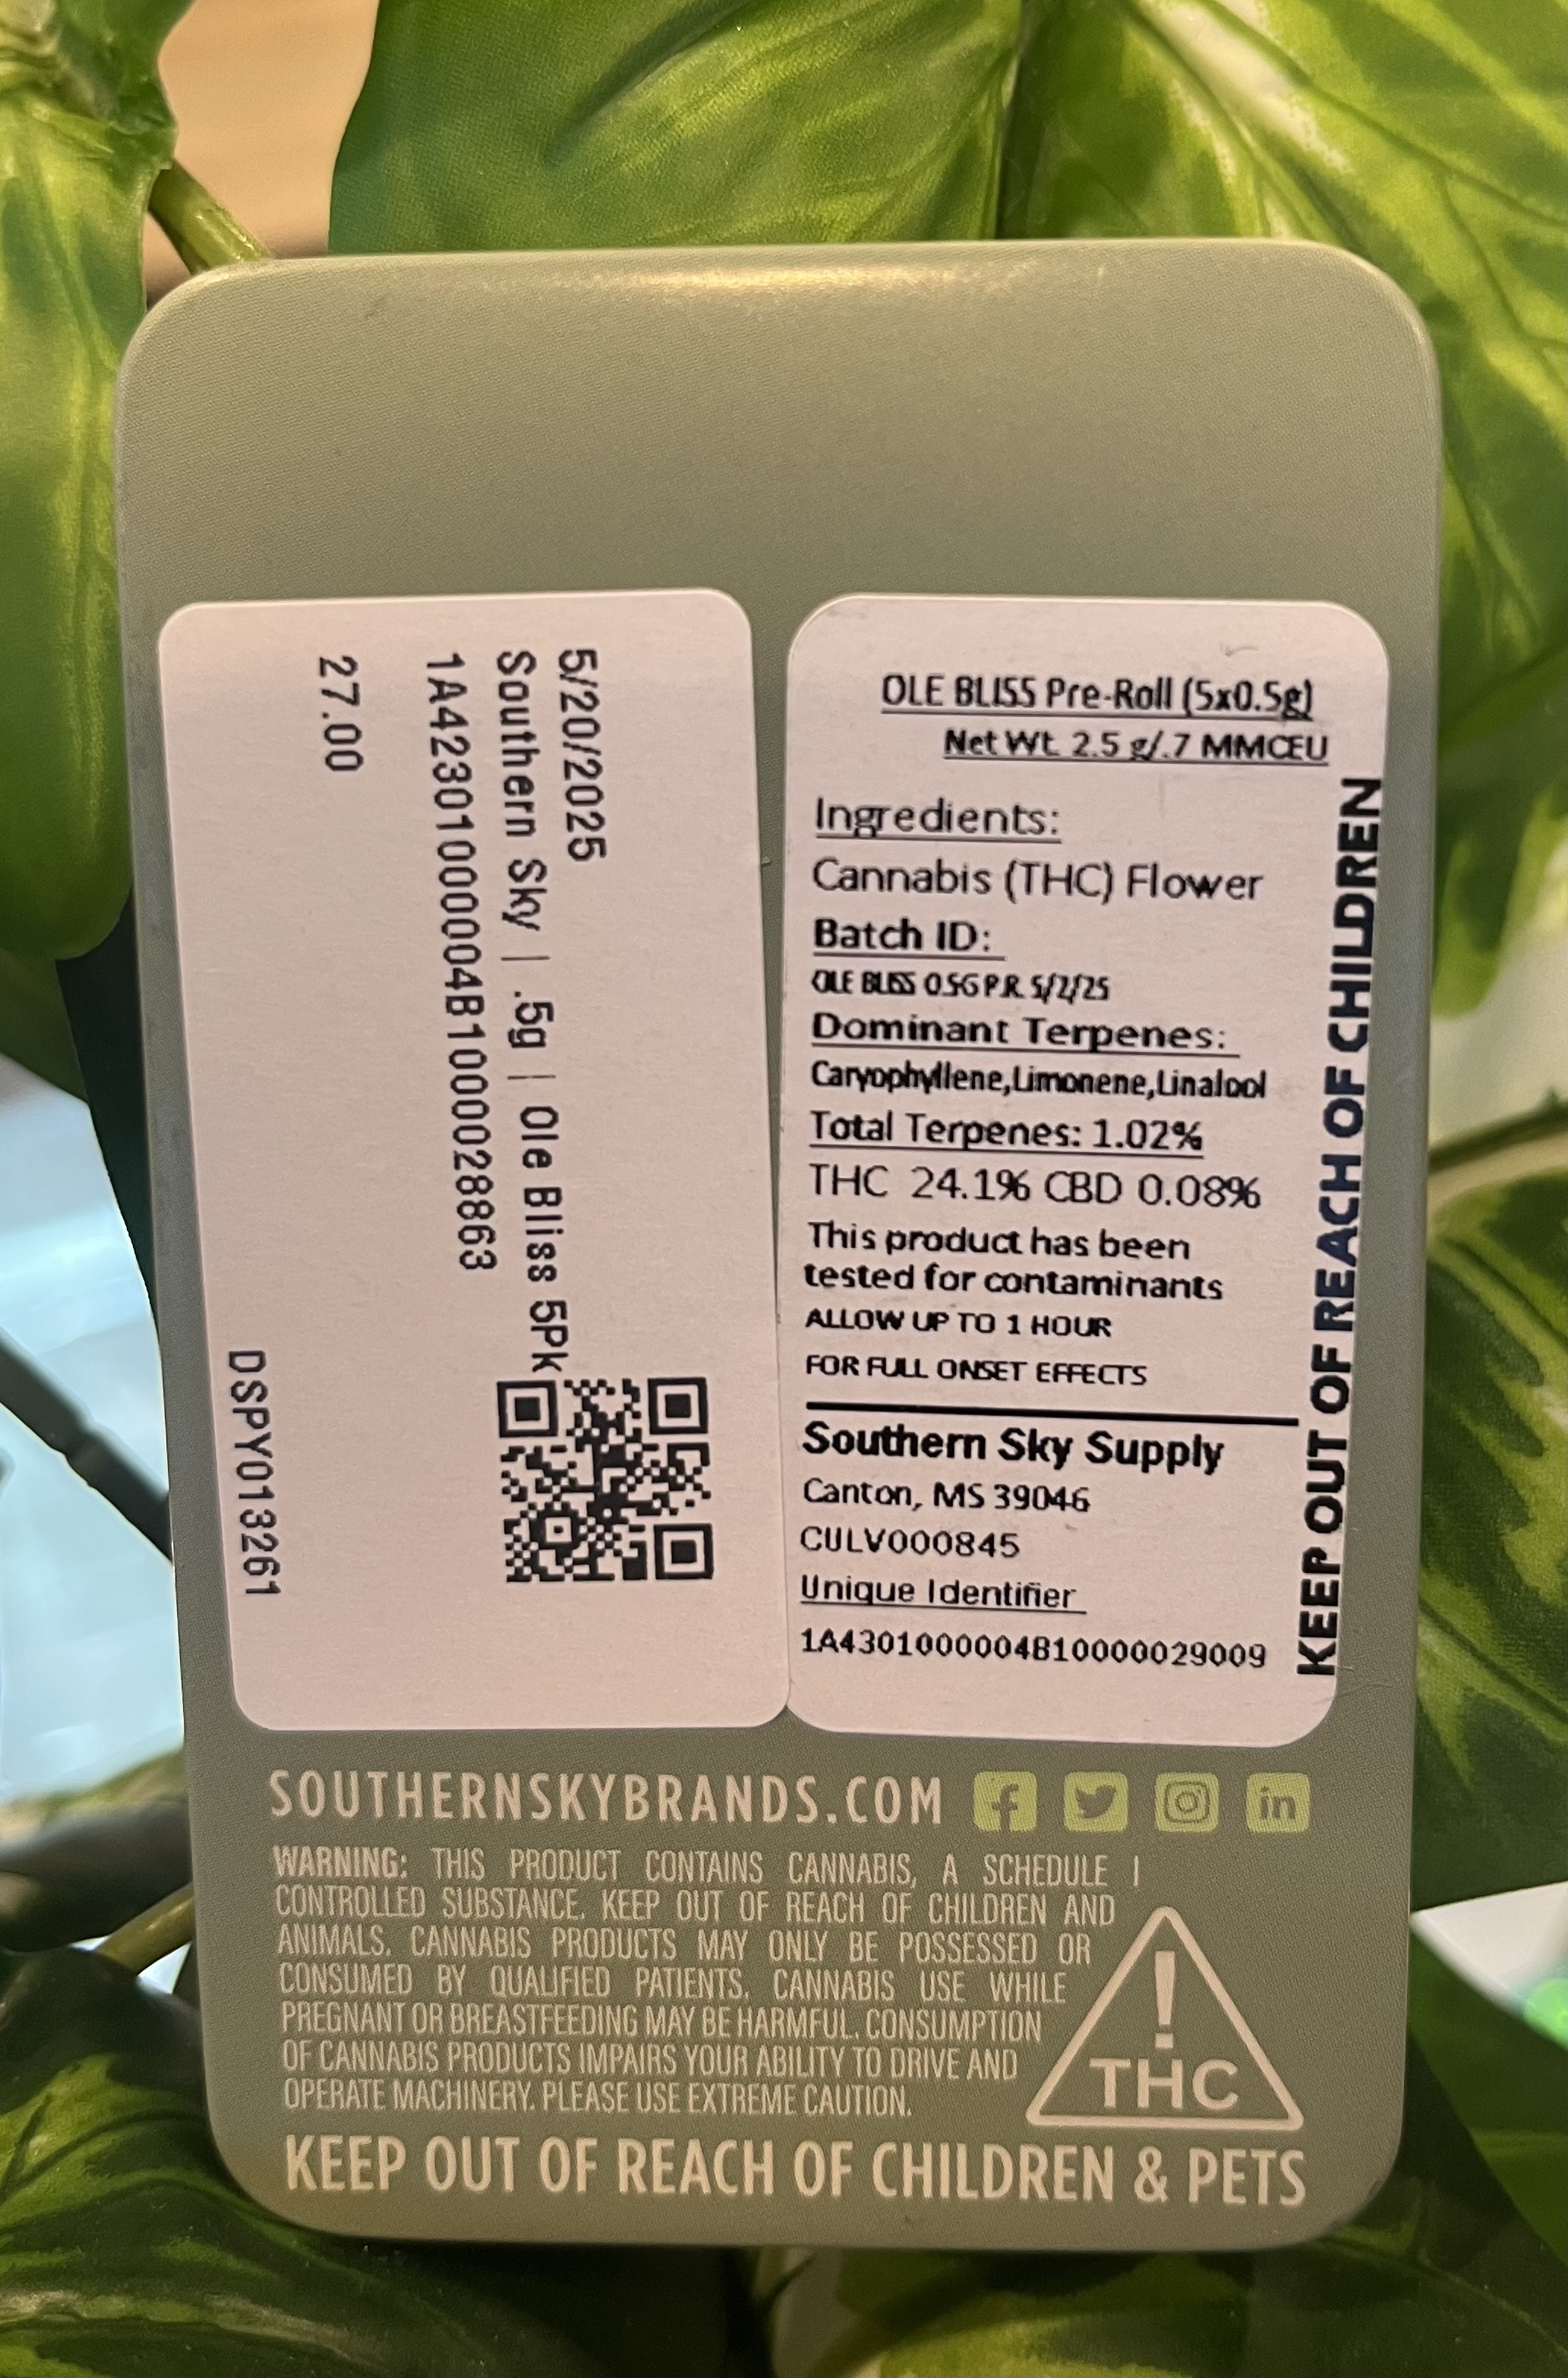 5/20/2025
Southern Sky | .5g | Ole Bliss 5Pk
1A42301000004B1000028863
27.00
DSPY013261
OLE BLISS Pre-Roll (5x0.5g)
Net Wt. 2.5 g/.7 MMCEU
Ingredients:
Cannabis (THC) Flower
Batch ID:
OLE BLISS 0.5G P.R. 5/2/25
Dominant Terpenes:
Caryophyllene,Limonene,Linalool
Total Terpenes: 1.02%
THC 24.1% CBD 0.08%
This product has been
tested for contaminants
ALLOW UP TO 1 HOUR
FOR FULL ONSET EFFECTS
Southern Sky Supply
Canton, MS 39046
CULV000845
Unique Identifier
1A4301000004B10000029009
KEEP OUT OF REACH OF CHILDREN
SOUTHERNSKYBRANDS.COM
WARNING: THIS PRODUCT CONTAINS CANNABIS, A SCHEDULE I
CONTROLLED SUBSTANCE. KEEP OUT OF REACH OF CHILDREN AND
ANIMALS. CANNABIS PRODUCTS MAY ONLY BE POSSESSED OR
CONSUMED BY QUALIFIED PATIENTS. CANNABIS USE WHILE
PREGNANT OR BREASTFEEDING MAY BE HARMFUL. CONSUMPTION
OF CANNABIS PRODUCTS IMPAIRS YOUR ABILITY TO DRIVE AND
OPERATE MACHINERY. PLEASE USE EXTREME CAUTION.
!
THC
KEEP OUT OF REACH OF CHILDREN & PETS